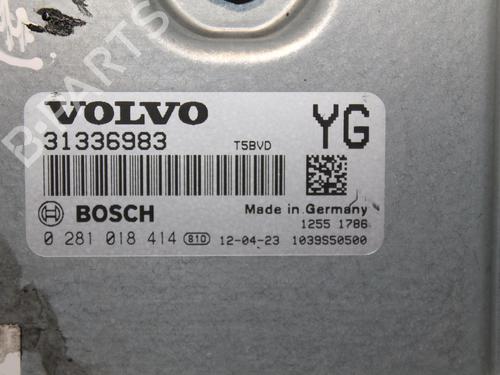 B-PARTS
VOLVO
YG
31336983
T5BVD
BOSCH
Made in Germany
1255 1786
0 281 018 414 810 12-04-23 1039S50500